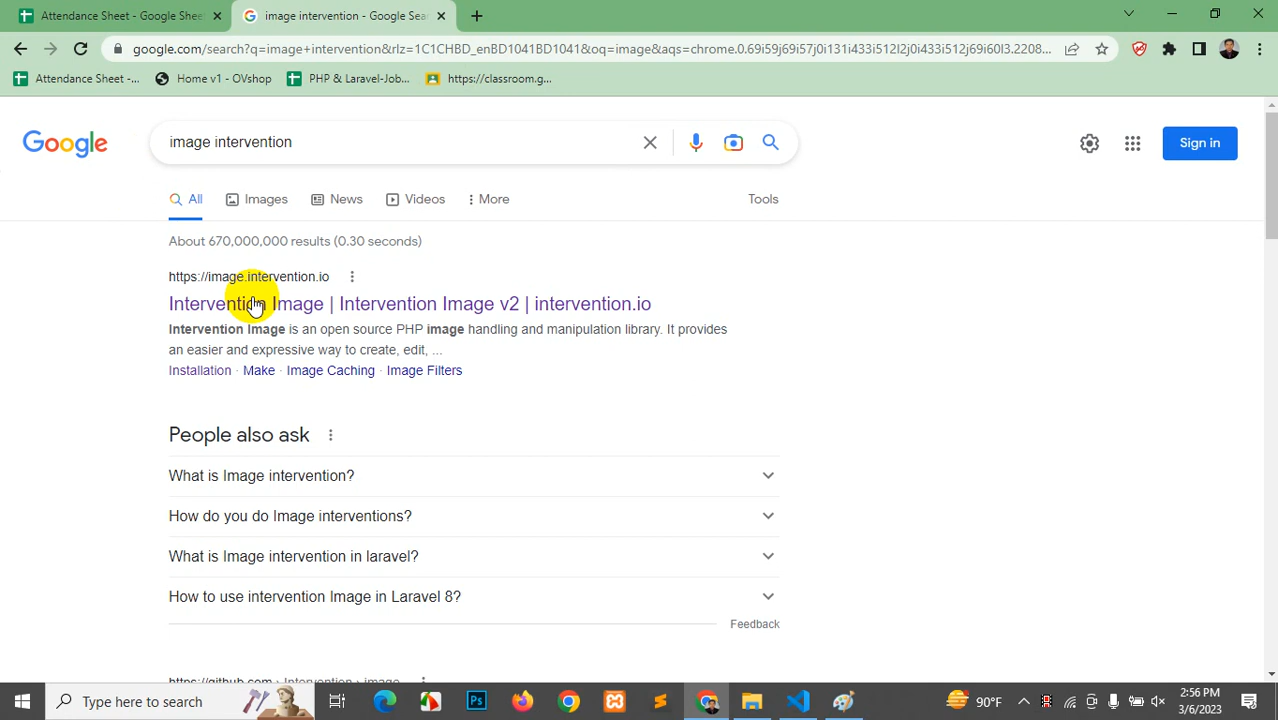 Attendance Sheet - Google Shee
image intervention - Google Sea
google.com/search?q=image+intervention&rlz=1C1CHBD_enBD1041BD1041&oq=image&aqs=chrome.0.69i59j69i57j0i131i433i512l2j0i433i512j69i60l3.2208...
Attendance Sheet -...
Home v1 - OVshop
PHP & Laravel-Job...
https://classroom.g...
Google
image intervention
Sign in
All
Images
News
Videos
More
Tools
About 670,000,000 results (0.30 seconds)
https://image.intervention.io
Intervention Image | Intervention Image v2 | intervention.io
Intervention Image is an open source PHP image handling and manipulation library. It provides
an easier and expressive way to create, edit, ...
Installation · Make · Image Caching · Image Filters
People also ask
What is Image intervention?
How do you do Image interventions?
What is Image intervention in laravel?
How to use intervention Image in Laravel 8?
Feedback
https://github.com › Intervention › image
Type here to search
90°F
2:56 PM
3/6/2023